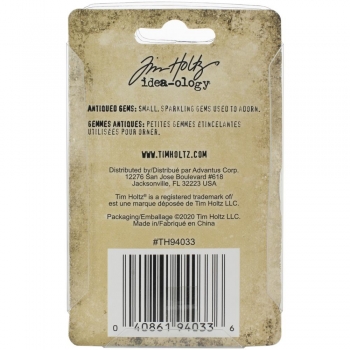 Tim Holtz
idea-ology
ANTIQUED GEMS: SMALL, SPARKLING GEMS USED TO ADORN.
GEMMES ANTIQUES: PETITES GEMMES ÉTINCELANTES
UTILISÉES POUR ORNER.
WWW.TIMHOLTZ.COM
Distributed by/Distribué par Advantus Corp.
12276 San Jose Boulevard #618
Jacksonville, FL 32223 USA
Tim Holtz® is a registered trademark of/
est une marque déposée de Tim Holtz LLC.
Packaging/Emballage ©2020 Tim Holtz LLC.
Made in/Fabriqué en China
#TH94033
0 40861 94033 6